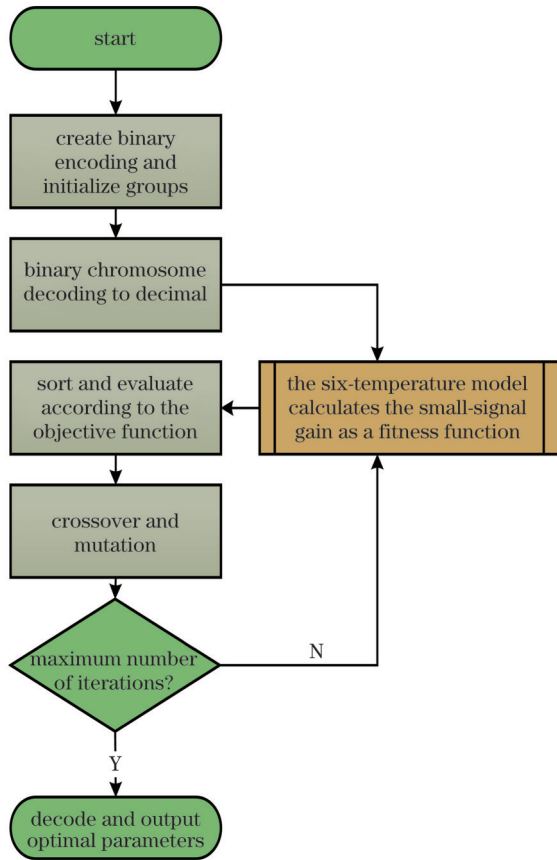 start
create binary
encoding and
initialize groups
binary chromosome
decoding to decimal
the six-temperature model
calculates the small-signal
gain as a fitness function
sort and evaluate
according to the
objective function
crossover and
mutation
maximum number
of iterations?
N
Y
decode and output
optimal parameters